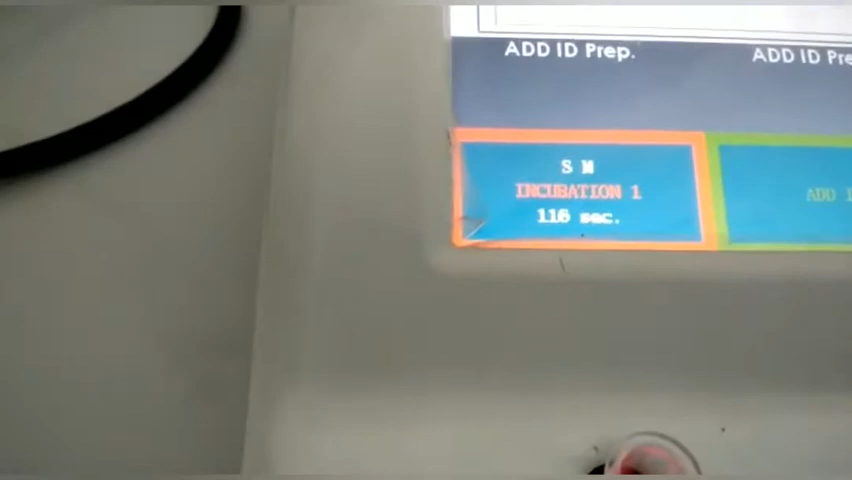 ADD ID Prep.
ADD ID Pre
S N
INCUBATION 1
116 sec.
ADD I